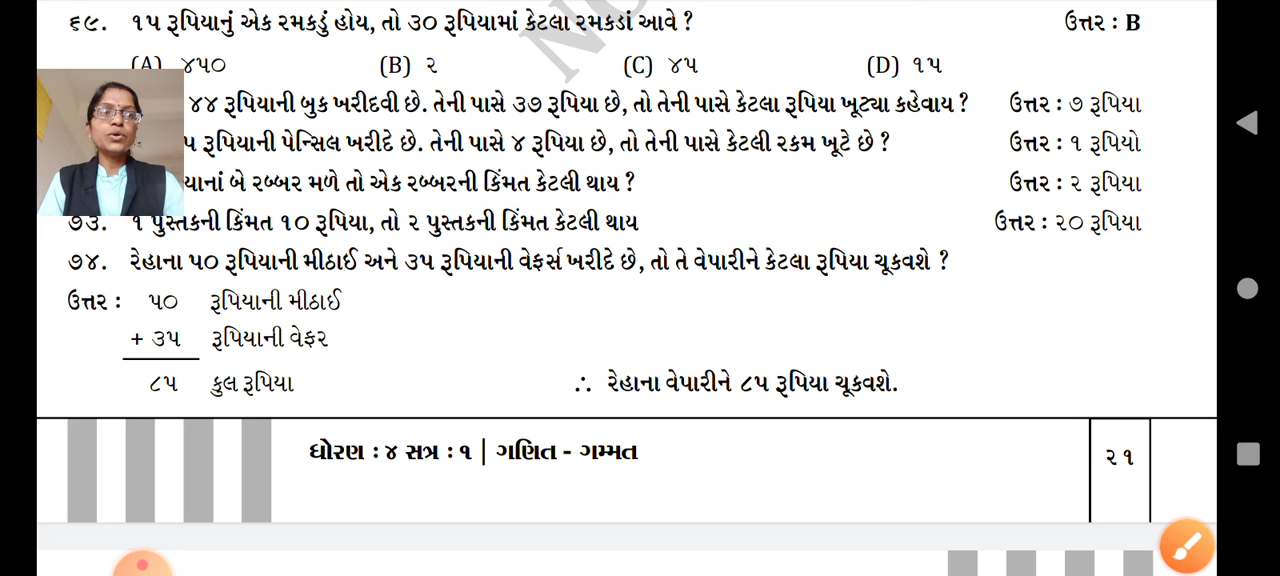 ૬૯. ૧૫ રૂપિયાનું એક રમકડું હોય, તો ૩૦ રૂપિયામાં કેટલા રમકડાં આવે ? ઉત્તર : B
(A) ૪૫૦ (B) ૨ (C) ૪૫ (D) ૧૫
૪૪ રૂપિયાની બુક ખરીદવી છે. તેની પાસે ૩૭ રૂપિયા છે, તો તેની પાસે કેટલા રૂપિયા ખૂટ્યા કહેવાય ? ઉત્તર : ૭ રૂપિયા
૫ રૂપિયાની પેન્સિલ ખરીદે છે. તેની પાસે ૪ રૂપિયા છે, તો તેની પાસે કેટલી રકમ ખૂટે છે ? ઉત્તર : ૧ રૂપિયો
યાનાં બે રબ્બર મળે તો એક રબ્બરની કિંમત કેટલી થાય ? ઉત્તર : ૨ રૂપિયા
૭૩. ૧ પુસ્તકની કિંમત ૧૦ રૂપિયા, તો ૨ પુસ્તકની કિંમત કેટલી થાય ઉત્તર : ૨૦ રૂપિયા
૭૪. રેહાના ૫૦ રૂપિયાની મીઠાઈ અને ૩૫ રૂપિયાની વેફર્સ ખરીદે છે, તો તે વેપારીને કેટલા રૂપિયા ચૂકવશે ?
ઉત્તર : ૫૦ રૂપિયાની મીઠાઈ
+ ૩૫ રૂપિયાની વેફર
૮૫ કુલ રૂપિયા ∴ રેહાના વેપારીને ૮૫ રૂપિયા ચૂકવશે.
ધોરણ : ૪ સત્ર : ૧ | ગણિત - ગમ્મત ૨૧